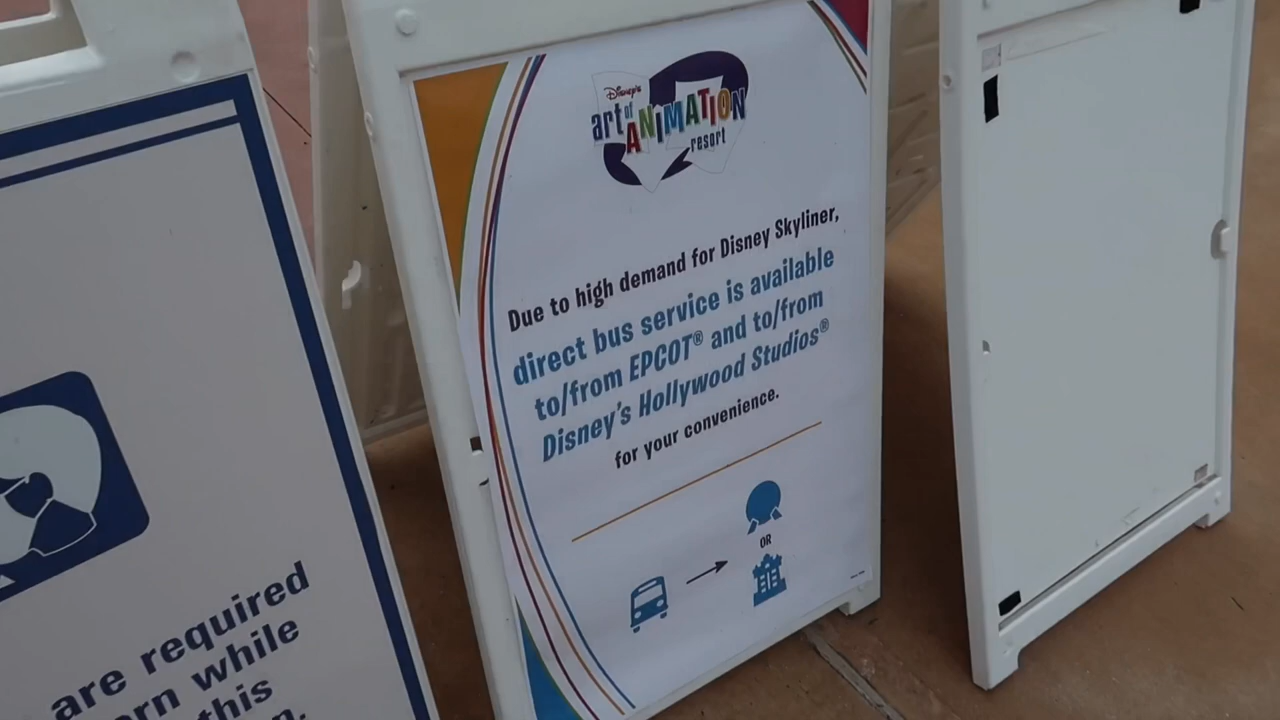 are required
orn while
this
n.
Disney's
art of
ANIMATION
resort
Due to high demand for Disney Skyliner,
direct bus service is available
to/from EPCOT® and to/from
Disney's Hollywood Studios®
for your convenience.
OR